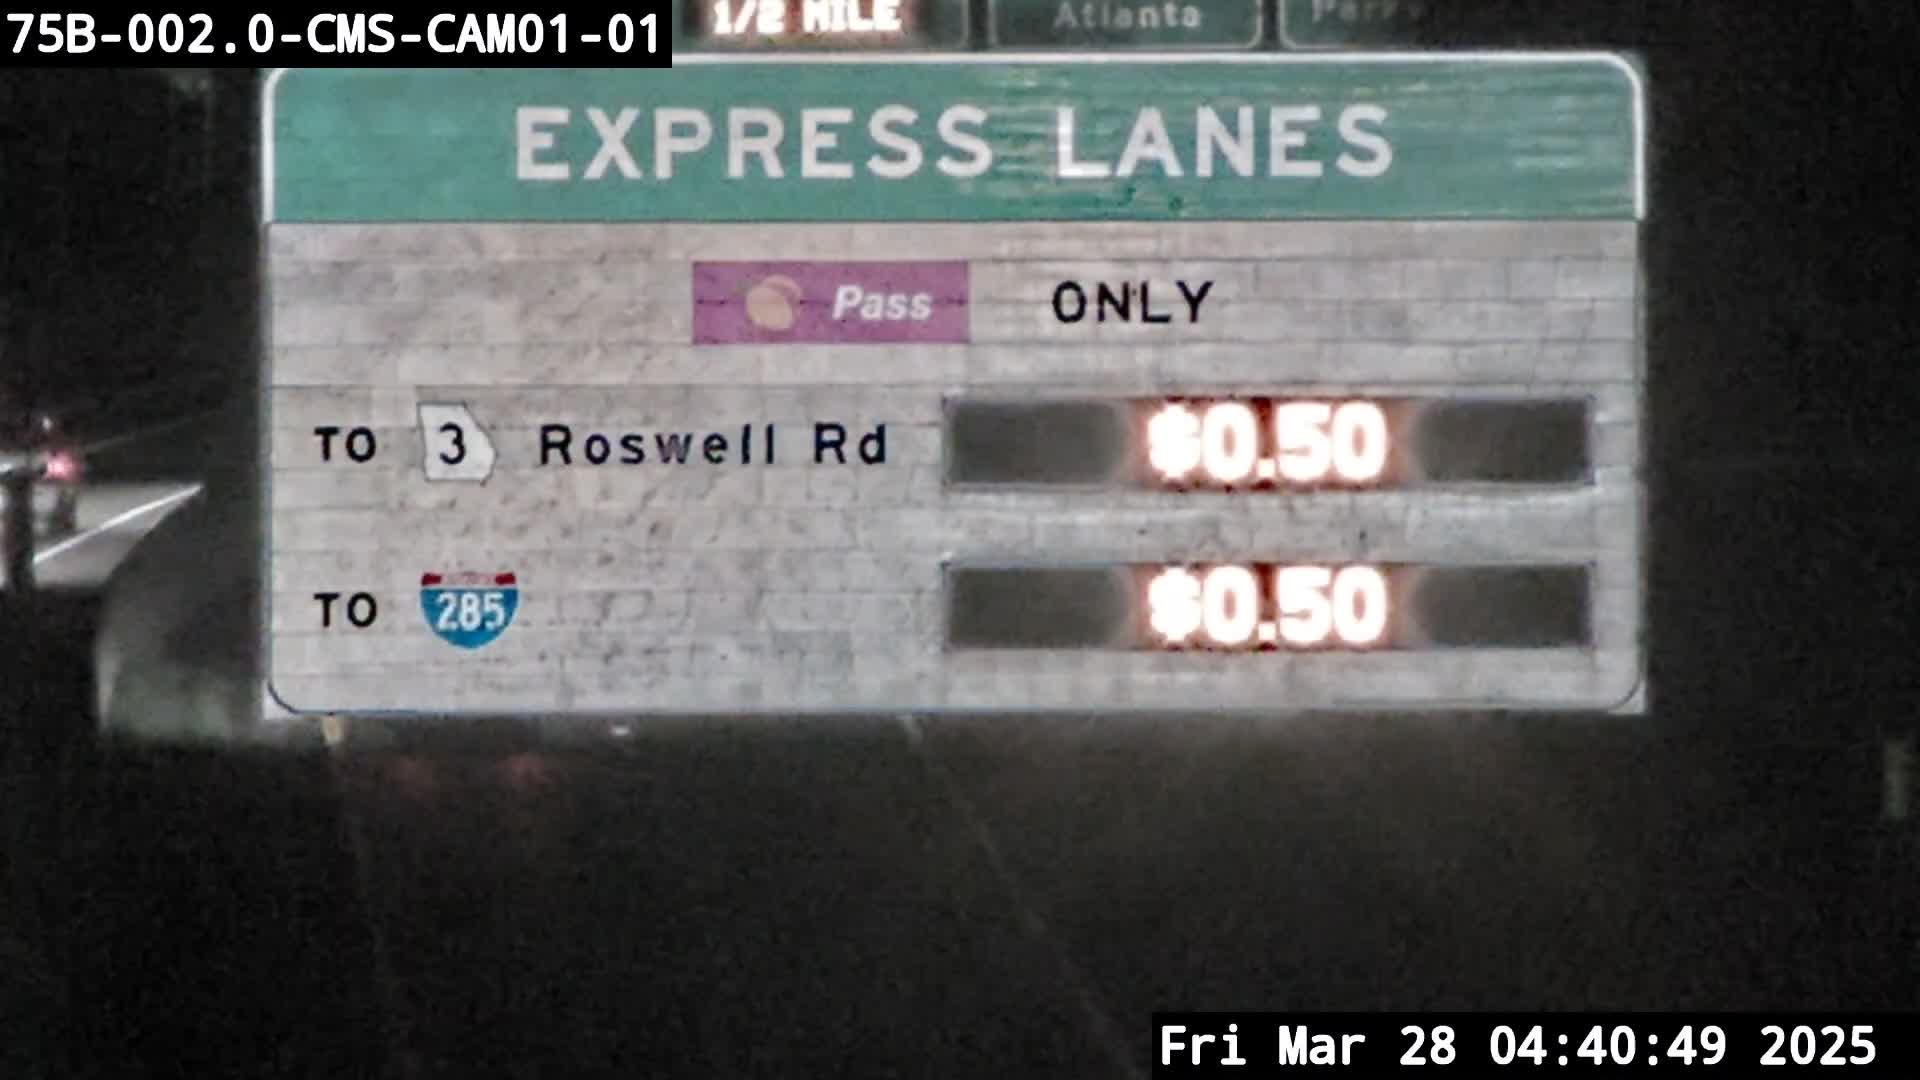 75B-002.0-CMS-CAM01-01
1/2 MILE
Atlanta
EXPRESS LANES
Pass ONLY
TO 3 Roswell Rd $0.50
TO 285 $0.50
Fri Mar 28 04:40:49 2025